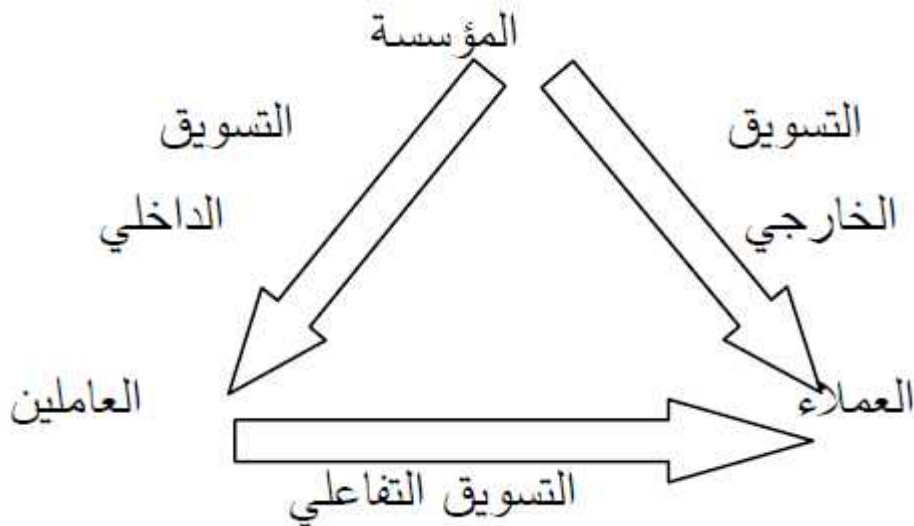 المؤسسة
التسويق
الخارجي
التسويق
الداخلي
العملاء
العاملين
التسويق التفاعلي